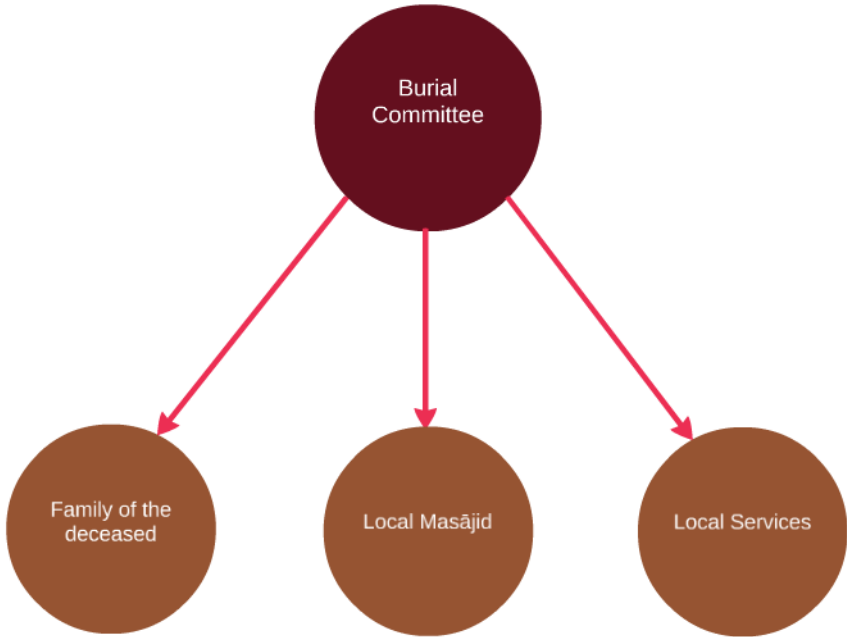 Burial
Committee
Family of the
deceased
Local Masājid
Local Services